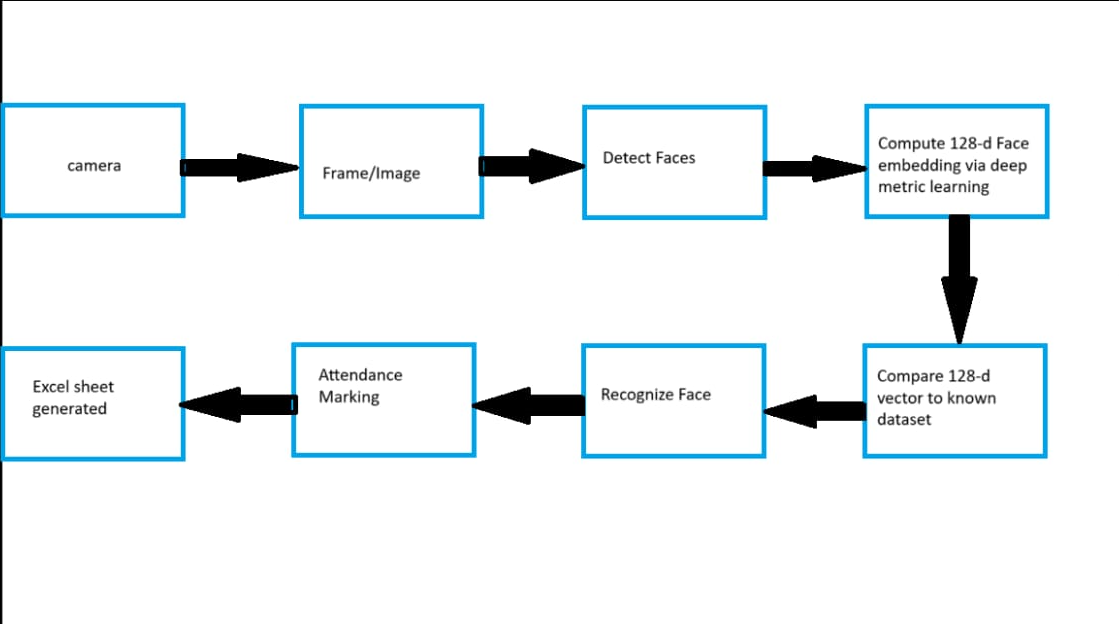 camera
Frame/Image
Detect Faces
Compute 128-d Face
embedding via deep
metric learning
Compare 128-d
vector to known
dataset
Recognize Face
Attendance
Marking
Excel sheet
generated